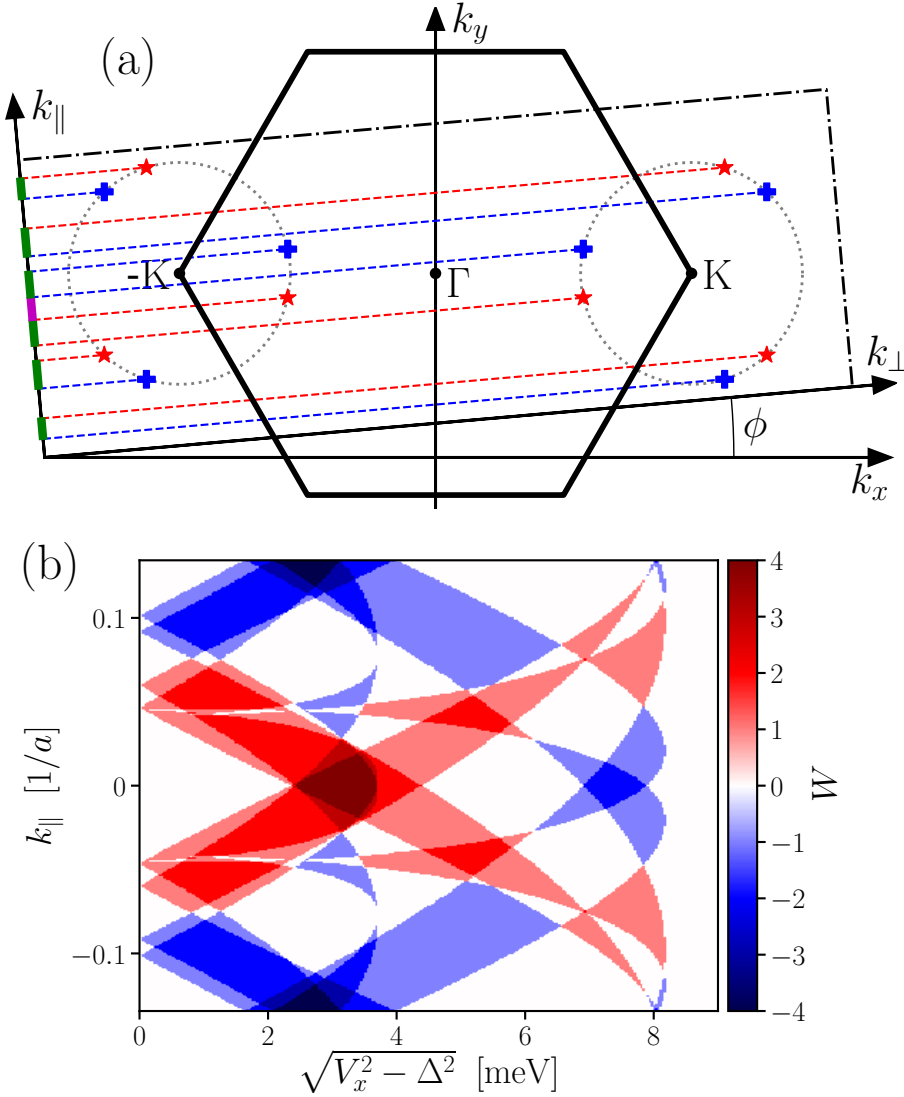 (a)
k_y
k_∥
-K
Γ
K
k_⊥
ϕ
k_x
(b)
4
0.1
3
2
1
k_∥ [1/a]
0
0
W
−1
−2
−0.1
−3
−4
0
2
4
6
8
√(V_x^2 − Δ^2) [meV]